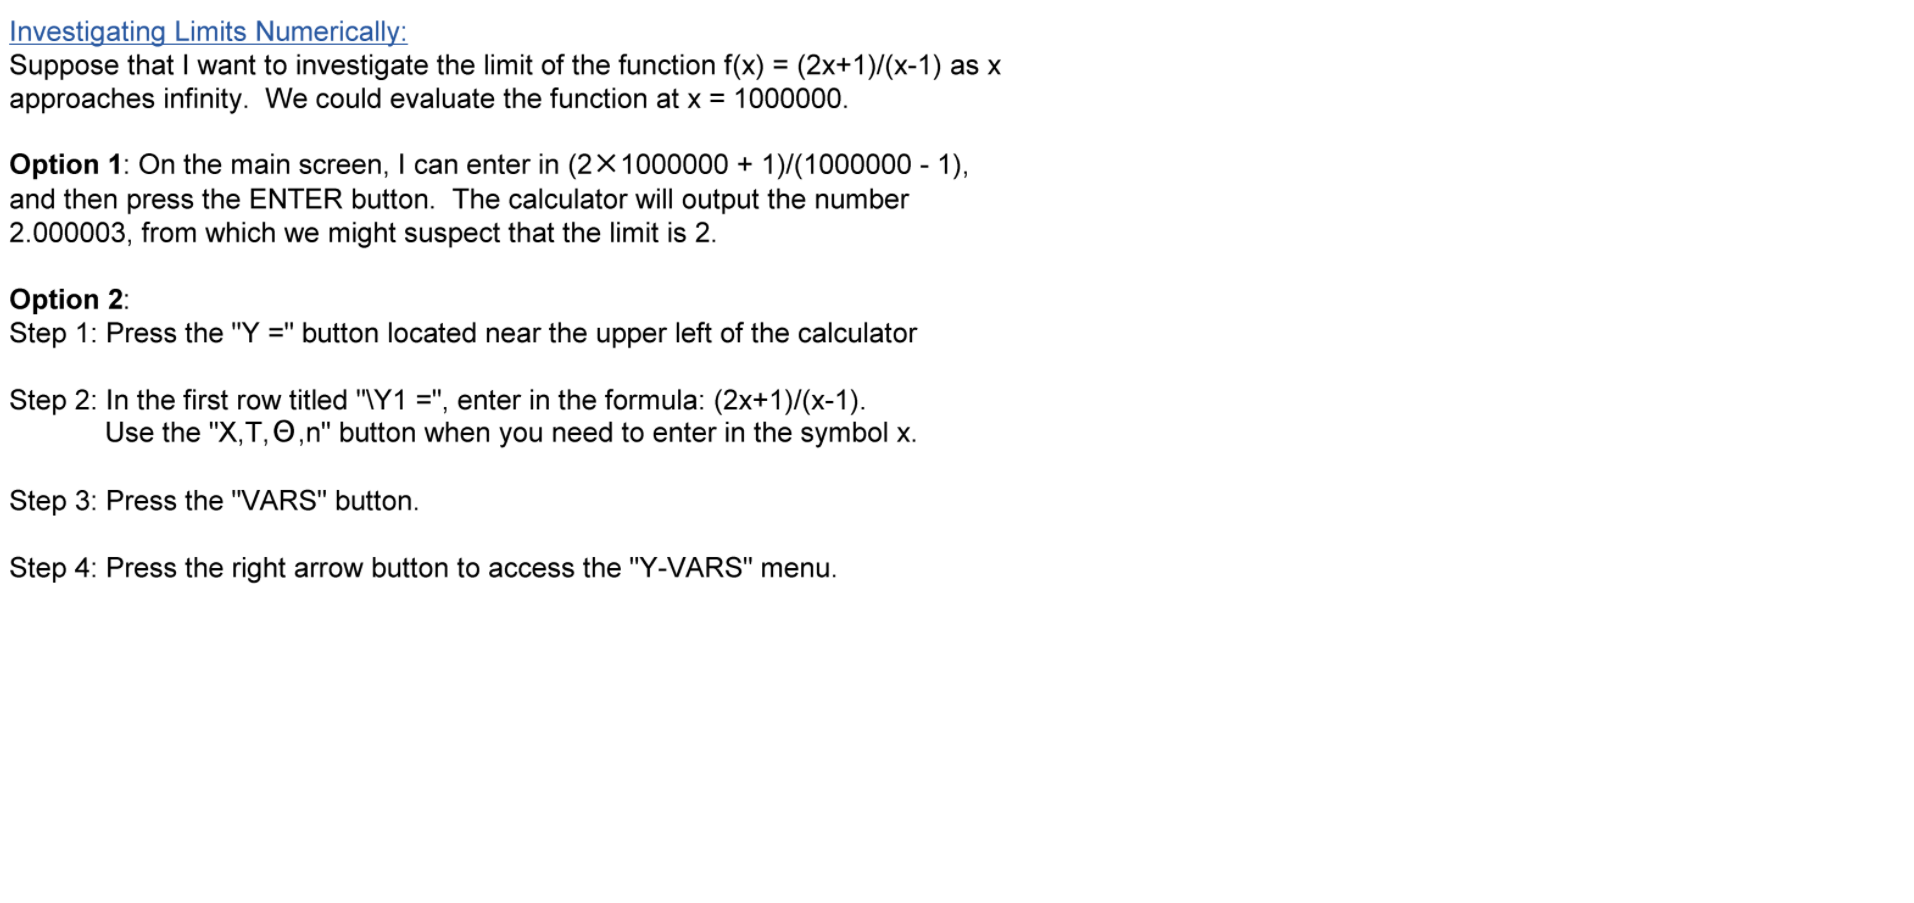 Investigating Limits Numerically:
Suppose that I want to investigate the limit of the function f(x) = (2x+1)/(x-1) as x
approaches infinity.  We could evaluate the function at x = 1000000.
Option 1: On the main screen, I can enter in (2×1000000 + 1)/(1000000 - 1),
and then press the ENTER button.  The calculator will output the number
2.000003, from which we might suspect that the limit is 2.
Option 2:
Step 1: Press the "Y =" button located near the upper left of the calculator
Step 2: In the first row titled "\Y1 =", enter in the formula: (2x+1)/(x-1).
Use the "X,T,Θ,n" button when you need to enter in the symbol x.
Step 3: Press the "VARS" button.
Step 4: Press the right arrow button to access the "Y-VARS" menu.